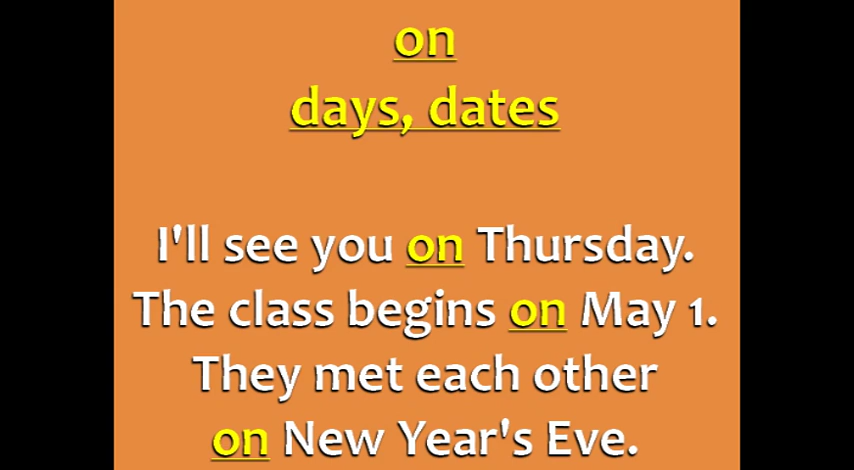 on
days, dates
I'll see you on Thursday.
The class begins on May 1.
They met each other
on New Year's Eve.